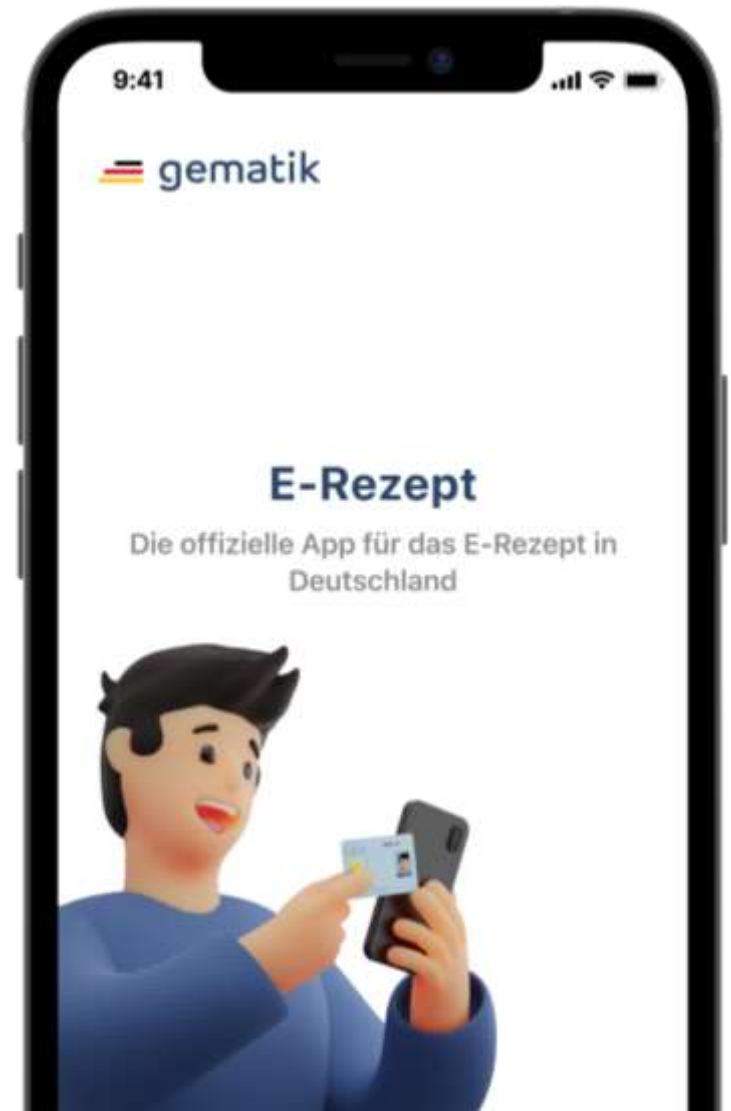 9:41
gematik
E-Rezept
Die offizielle App für das E-Rezept in
Deutschland